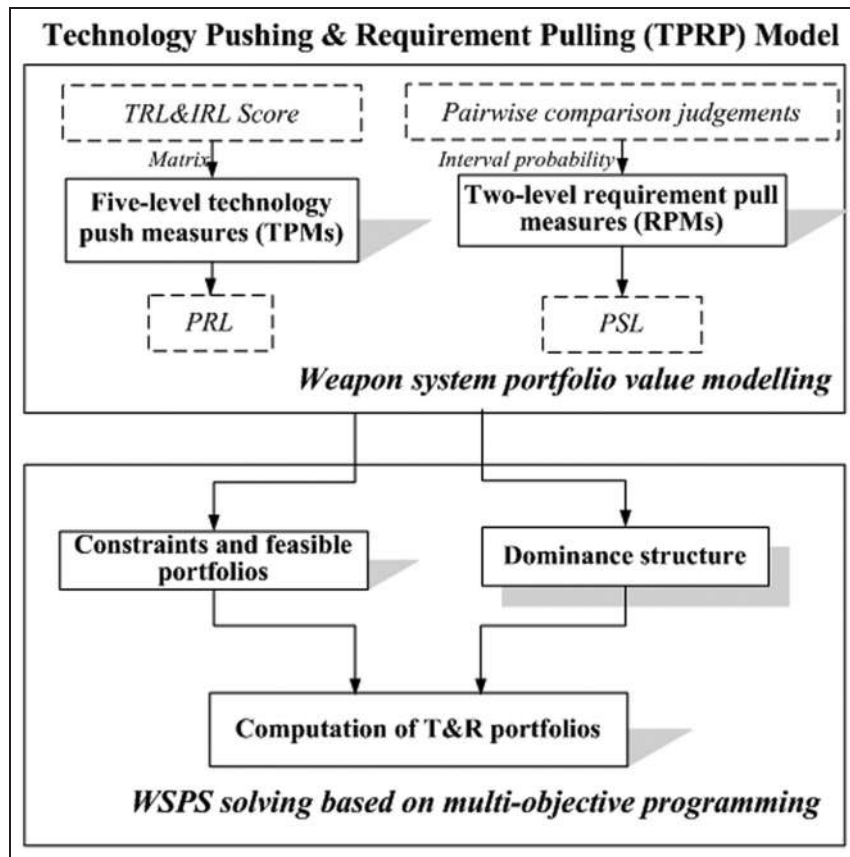 Technology Pushing & Requirement Pulling (TPRP) Model
TRL&IRL Score
Pairwise comparison judgements
Matrix
Interval probability
Five-level technology
push measures (TPMs)
Two-level requirement pull
measures (RPMs)
PRL
PSL
Weapon system portfolio value modelling
Constraints and feasible
portfolios
Dominance structure
Computation of T&R portfolios
WSPS solving based on multi-objective programming